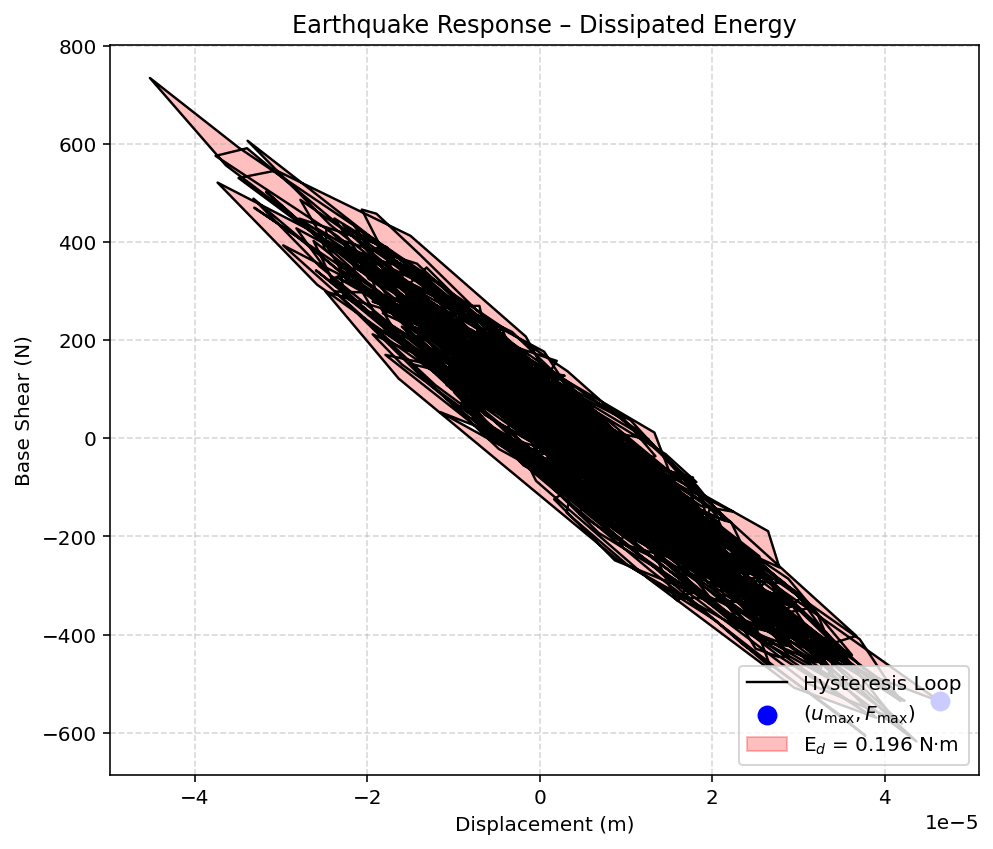 Earthquake Response – Dissipated Energy
Base Shear (N)
800
600
400
200
0
−200
−400
−600
−4
−2
0
2
4
1e−5
Displacement (m)
Hysteresis Loop
(u_max, F_max)
E_d = 0.196 N·m